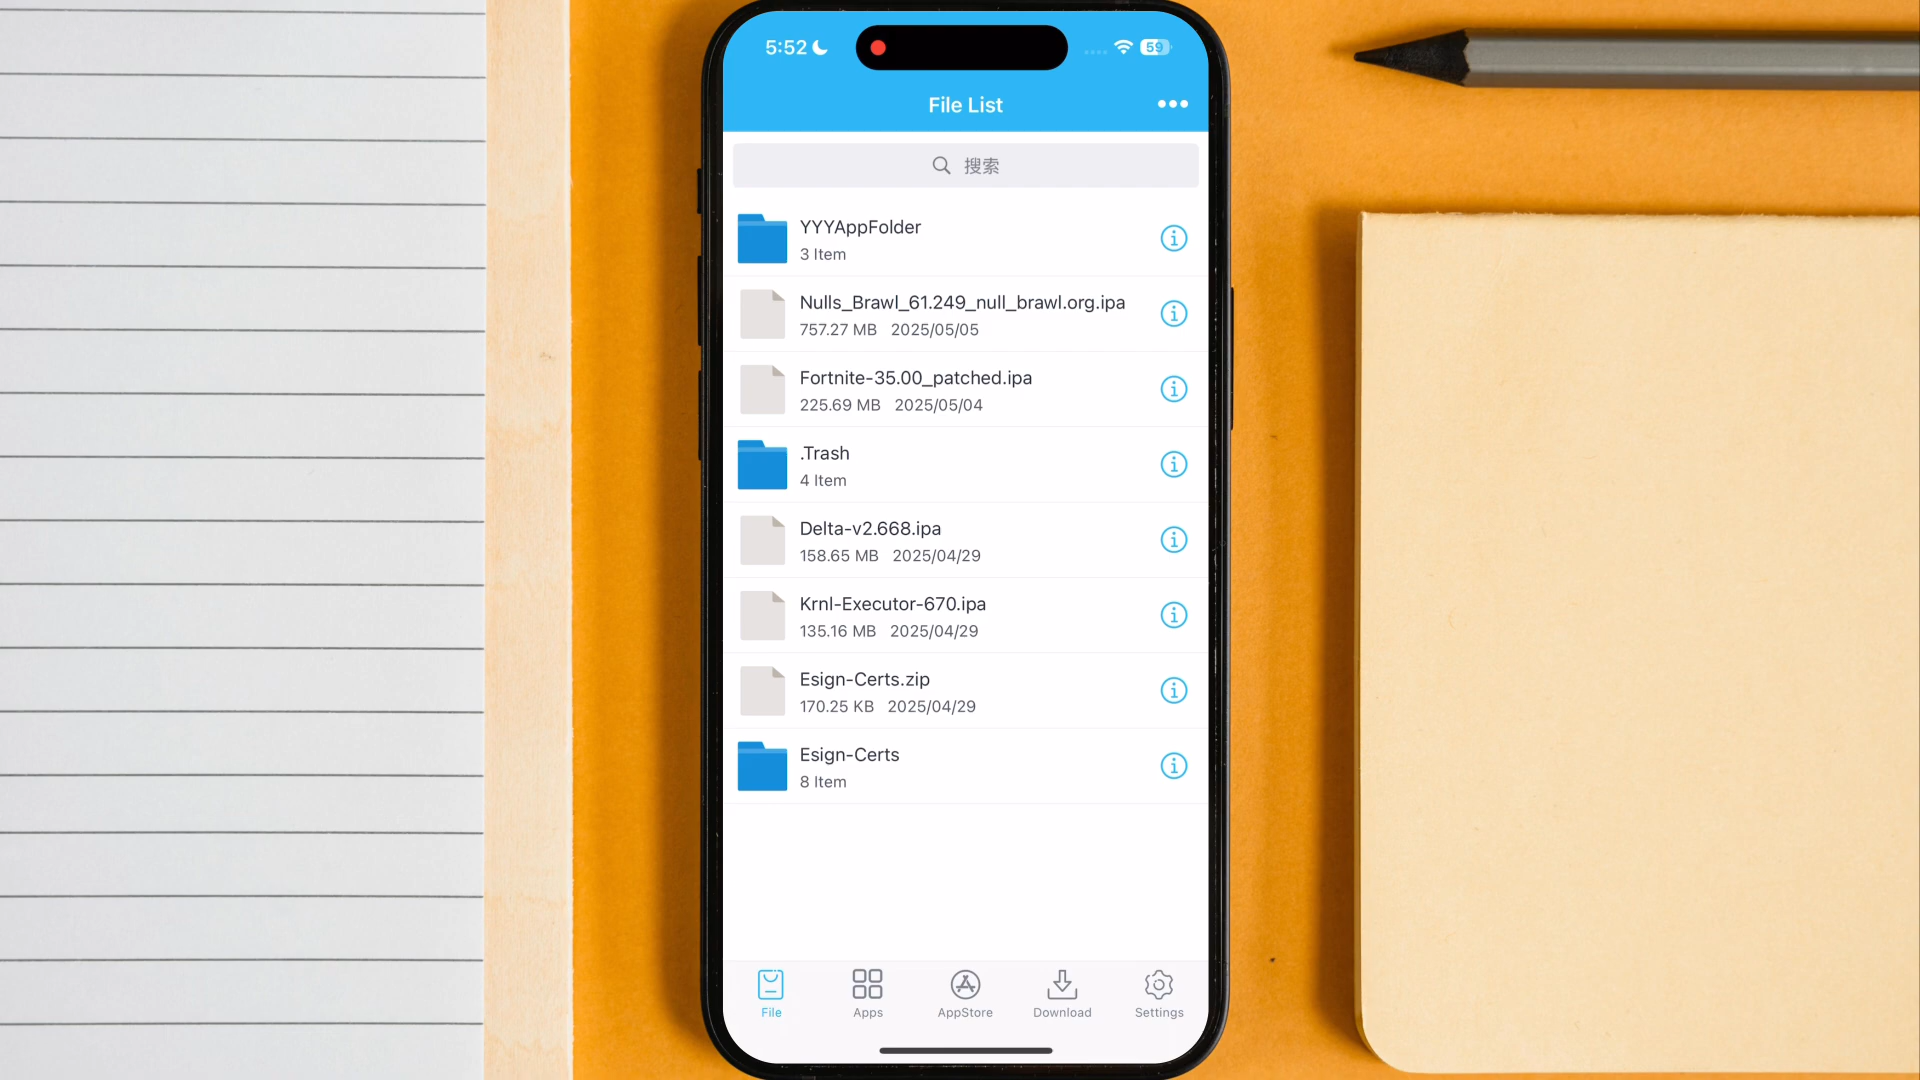 5:52
59
File List
搜索
YYYAppFolder
3 Item
Nulls_Brawl_61.249_null_brawl.org.ipa
757.27 MB 2025/05/05
Fortnite-35.00_patched.ipa
225.69 MB 2025/05/04
.Trash
4 Item
Delta-v2.668.ipa
158.65 MB 2025/04/29
Krnl-Executor-670.ipa
135.16 MB 2025/04/29
Esign-Certs.zip
170.25 KB 2025/04/29
Esign-Certs
8 Item
File Apps AppStore Download Settings